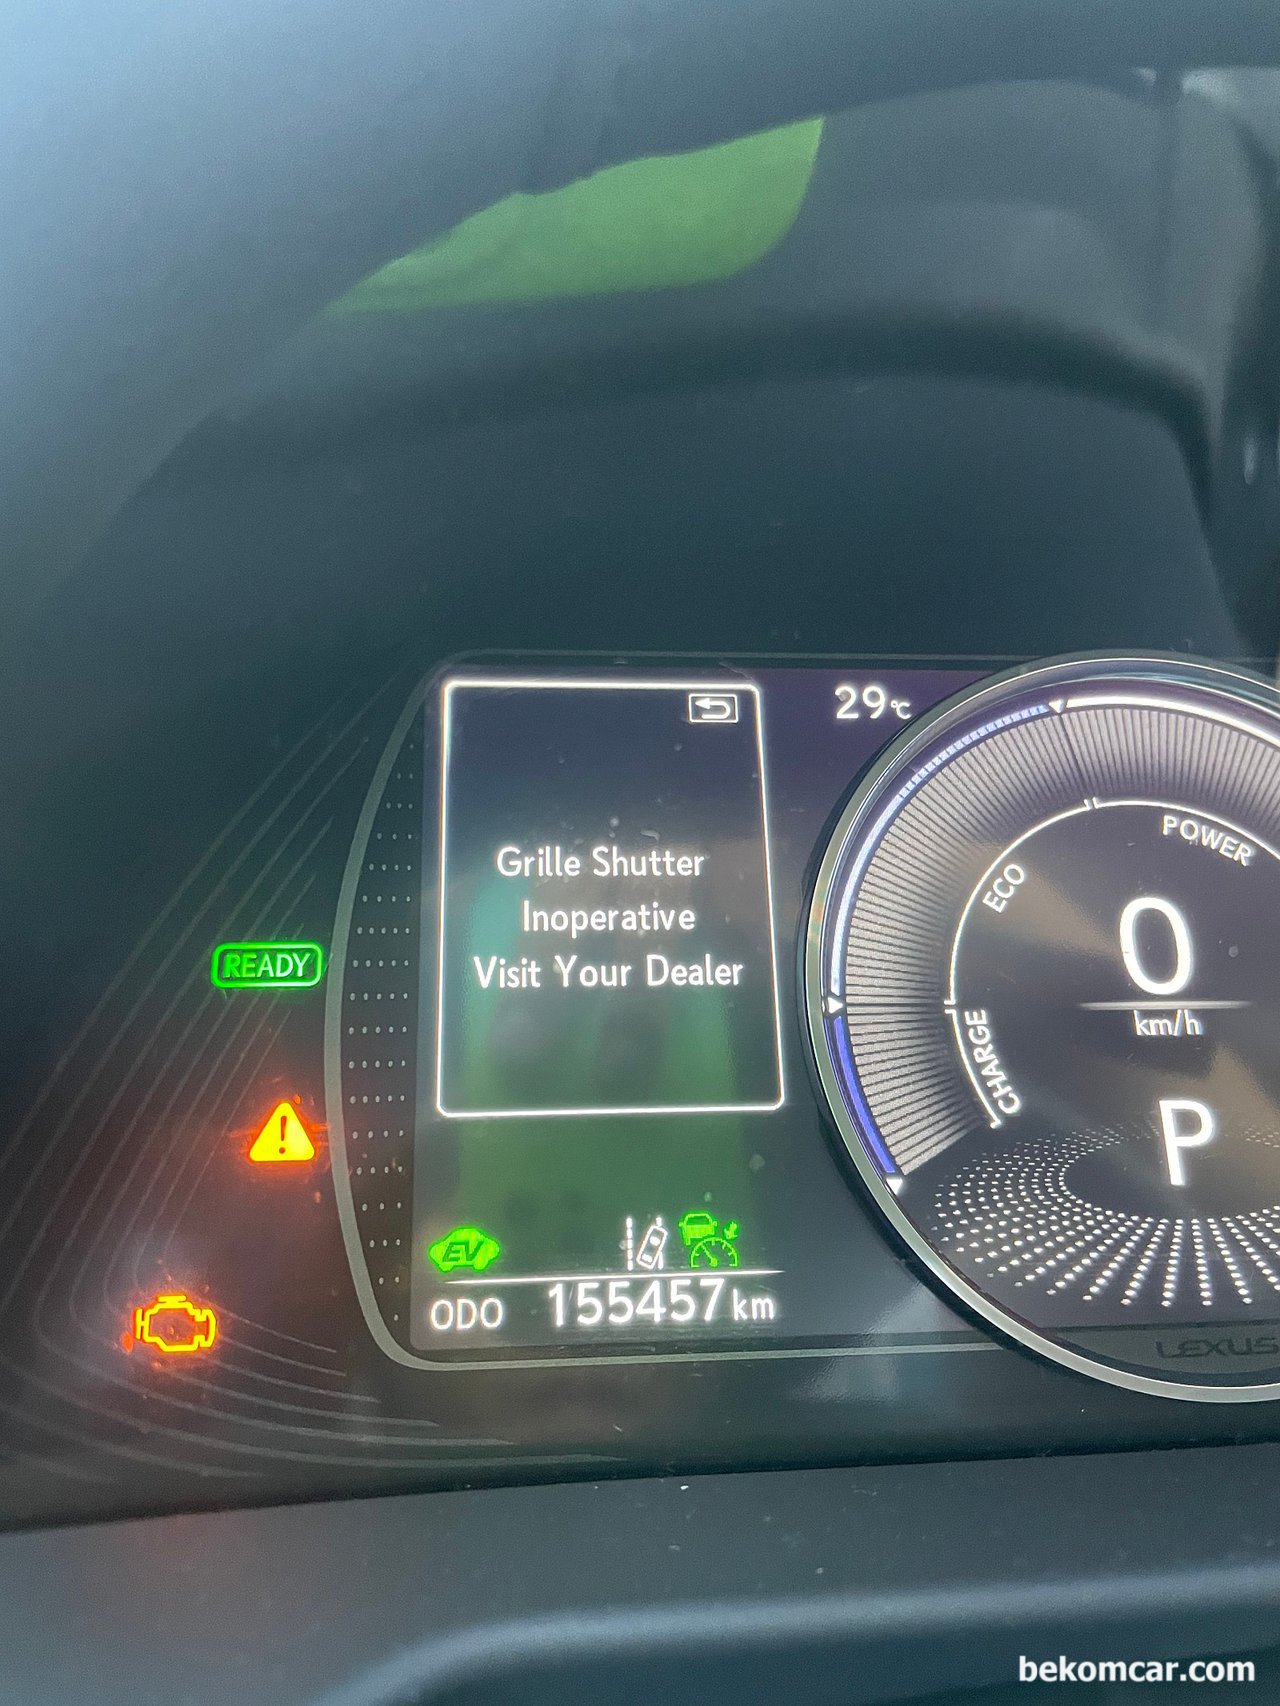 29℃
Grille Shutter
Inoperative
Visit Your Dealer
READY
POWER
ECO
CHARGE
0
km/h
P
EV
ODO 155457 km
LEXUS
bekomcar.com